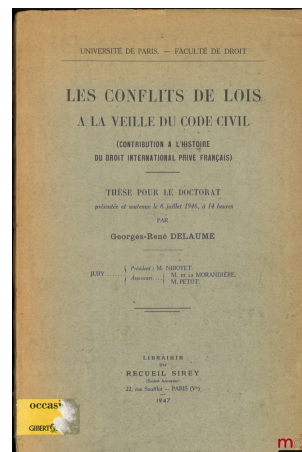 UNIVERSITÉ DE PARIS. — FACULTÉ DE DROIT
LES CONFLITS DE LOIS
A LA VEILLE DU CODE CIVIL
(CONTRIBUTION A L'HISTOIRE
DU DROIT INTERNATIONAL PRIVÉ FRANÇAIS)
THÈSE POUR LE DOCTORAT
présentée et soutenue le 6 juillet 1946, à 14 heures
PAR
Georges-René DELAUME
Président : M. NIBOYET.
JURY ......
Assesseurs....
M. DE LA MORANDIÈRE.
M. PETOT.
LIBRAIRIE
DU
RECUEIL SIREY
(Société Anonyme)
22, rue Soufflot — PARIS (Ve)
1947
occasi
GIBERT
m